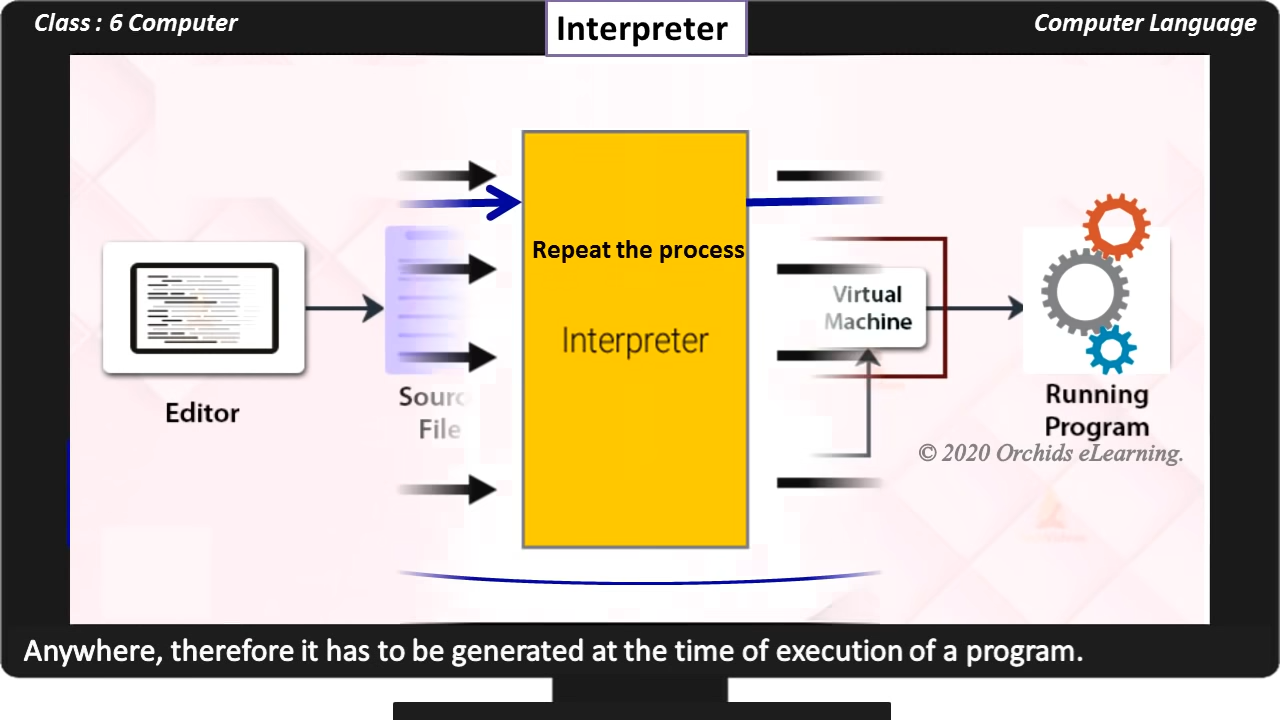 Class : 6 Computer
Interpreter
Computer Language
Repeat the process
Interpreter
Virtual
Machine
Editor
File
Running
Program
© 2020 Orchids eLearning.
Anywhere, therefore it has to be generated at the time of execution of a program.